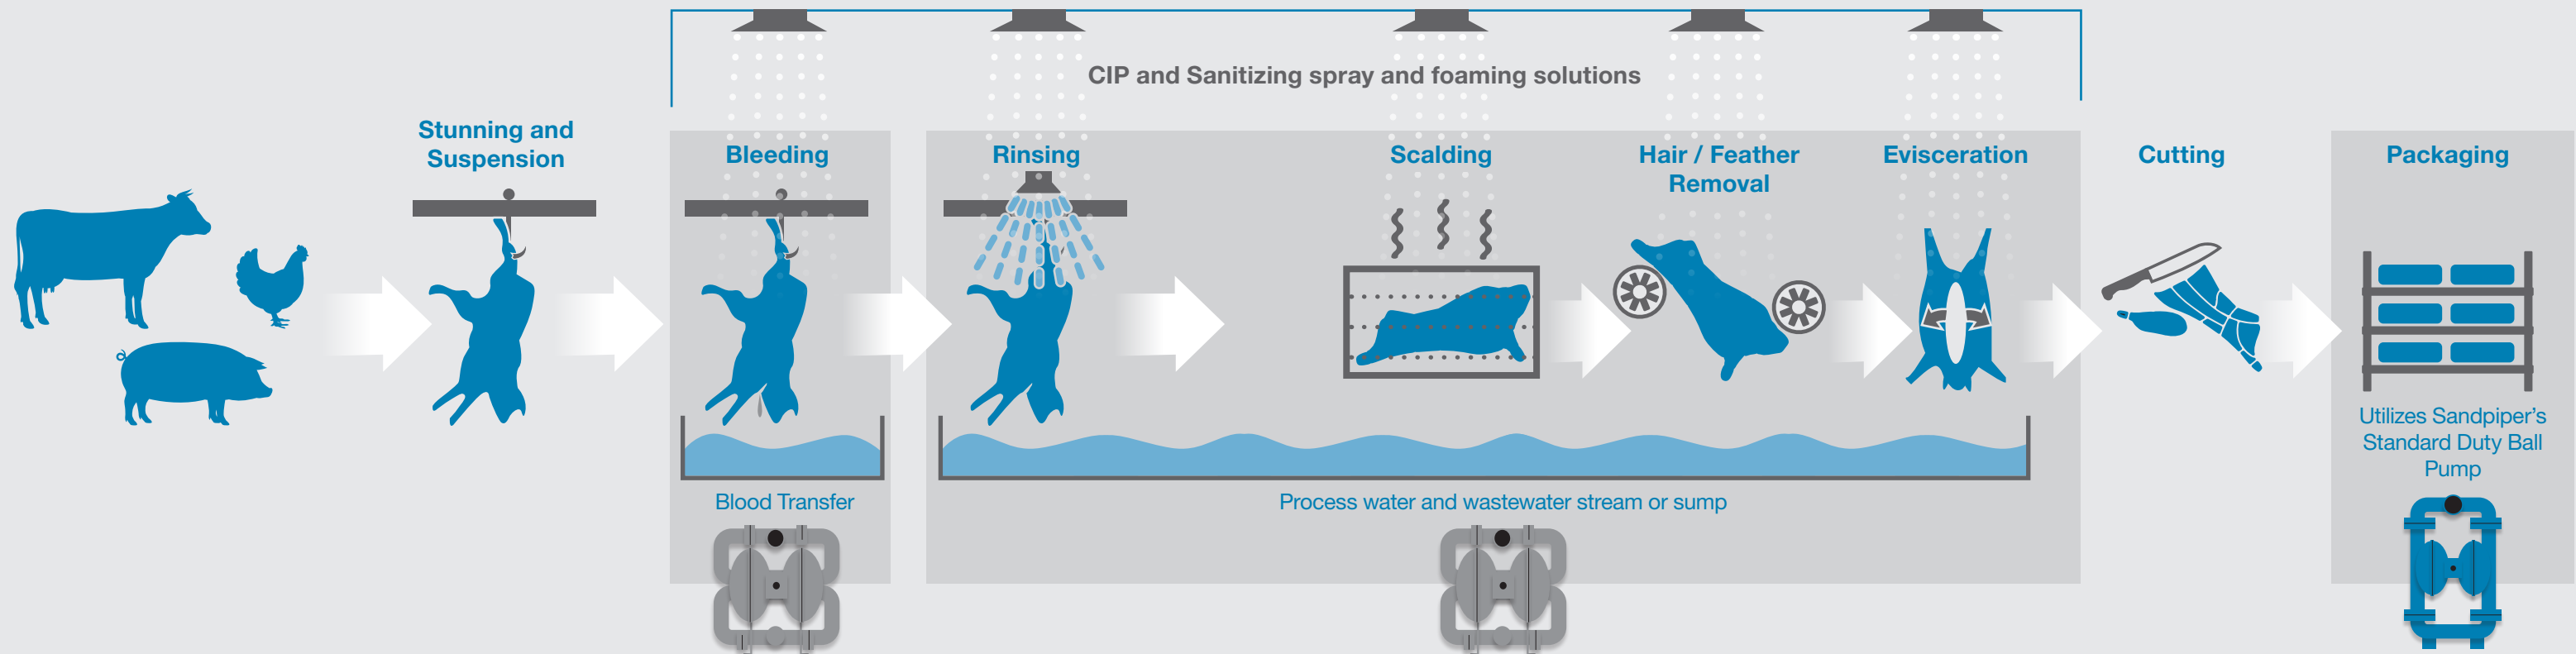 CIP and Sanitizing spray and foaming solutions
Stunning and
Suspension
Bleeding
Rinsing
Scalding
Hair / Feather
Removal
Evisceration
Cutting
Packaging
Blood Transfer
Process water and wastewater stream or sump
Utilizes Sandpiper’s
Standard Duty Ball
Pump